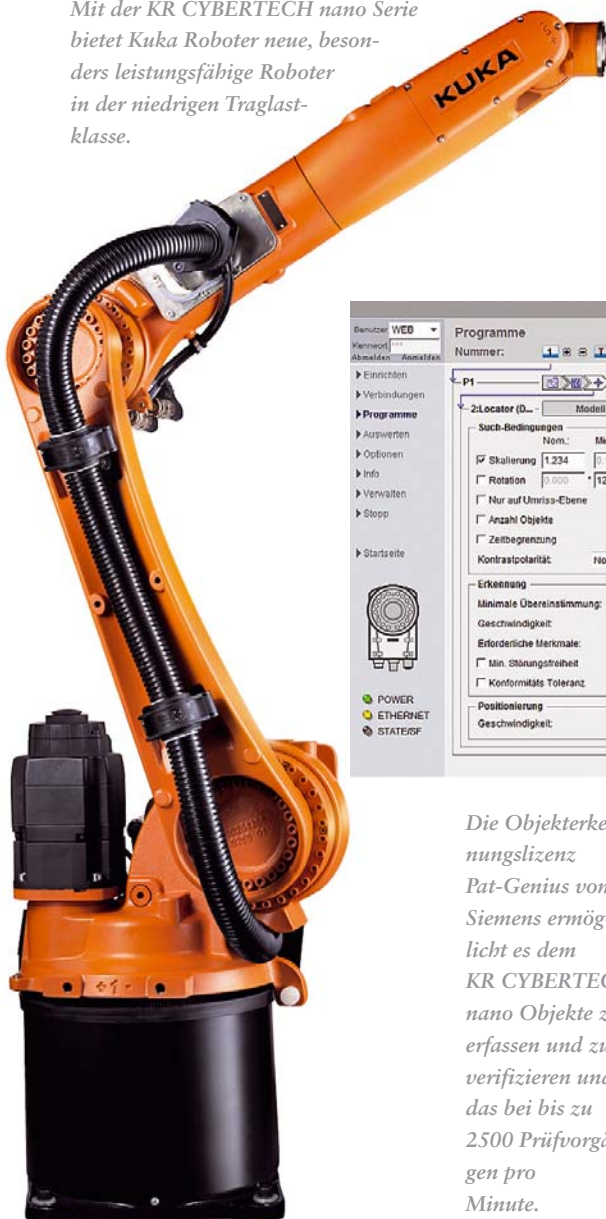 Mit der KR CYBERTECH nano Serie
bietet Kuka Roboter neue, beson-
ders leistungsfähige Roboter
in der niedrigen Traglast-
klasse.
KUKA
Benutzer WEB
Kennwort ***
Abmelden Anmelden
Einrichten
Verbindungen
Programme
Auswerten
Optionen
Info
Verwalten
Stopp
Startseite
POWER
ETHERNET
STATE/SF
Programme
Nummer: 1
P1
2:Locator (D... - Modell
Such-Bedingungen
Nom.:
Skalierung 1.234
Rotation 0.000 °
Nur auf Umriss-Ebene
Anzahl Objekte
Zeitbegrenzung
Kontrastpolarität:
Erkennung
Minimale Übereinstimmung:
Geschwindigkeit:
Erforderliche Merkmale:
Min. Störungsfreiheit
Konformitäts Toleranz
Positionierung
Geschwindigkeit:
Die Objekterke
nungslizenz
Pat-Genius von
Siemens ermög
licht es dem
KR CYBERTEC
nano Objekte z
erfassen und zu
verifizieren und
das bei bis zu
2500 Prüfvorgä
gen pro
Minute.